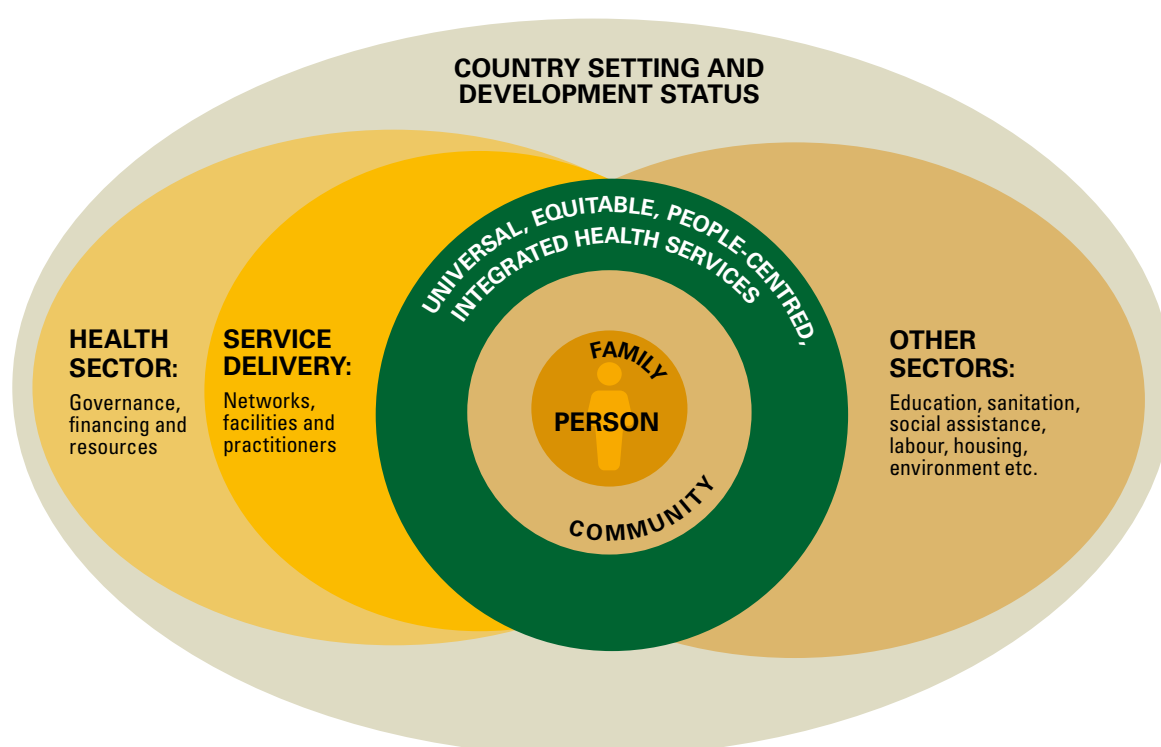 COUNTRY SETTING AND
DEVELOPMENT STATUS
UNIVERSAL, EQUITABLE, PEOPLE-CENTRED,
INTEGRATED HEALTH SERVICES
HEALTH
SECTOR:
Governance,
financing and
resources
SERVICE
DELIVERY:
Networks,
facilities and
practitioners
FAMILY
PERSON
COMMUNITY
OTHER
SECTORS:
Education, sanitation,
social assistance,
labour, housing,
environment etc.